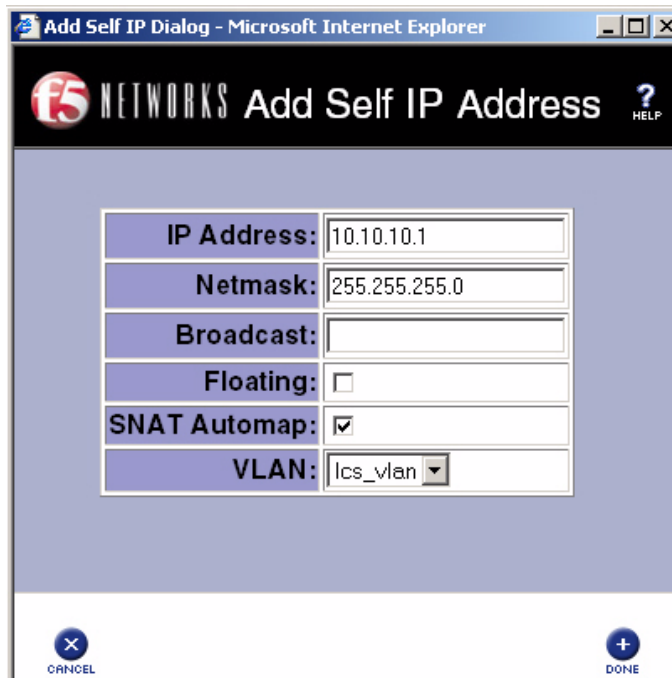 Add Self IP Dialog - Microsoft Internet Explorer
f5 NETWORKS Add Self IP Address ? HELP
IP Address: 10.10.10.1
Netmask: 255.255.255.0
Broadcast:
Floating:
SNAT Automap:
VLAN: lcs_vlan
CANCEL DONE